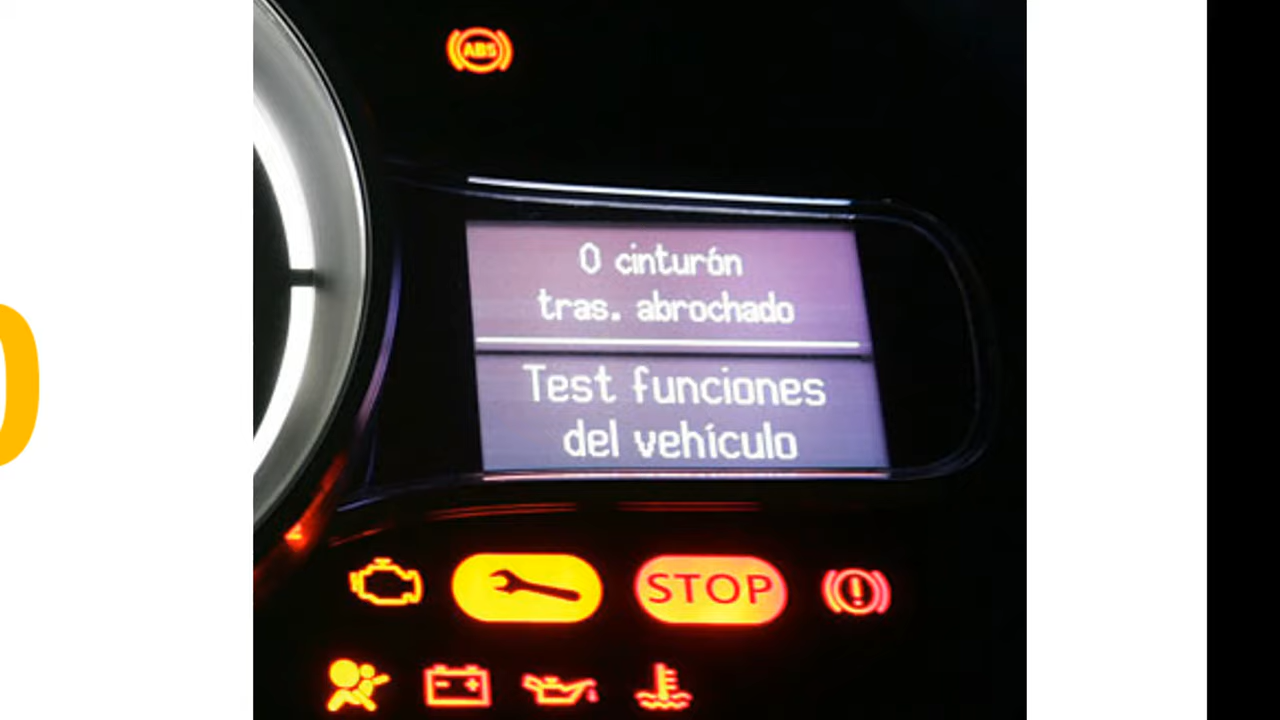 ABS
0 cinturón
tras. abrochado
Test funciones
del vehículo
STOP